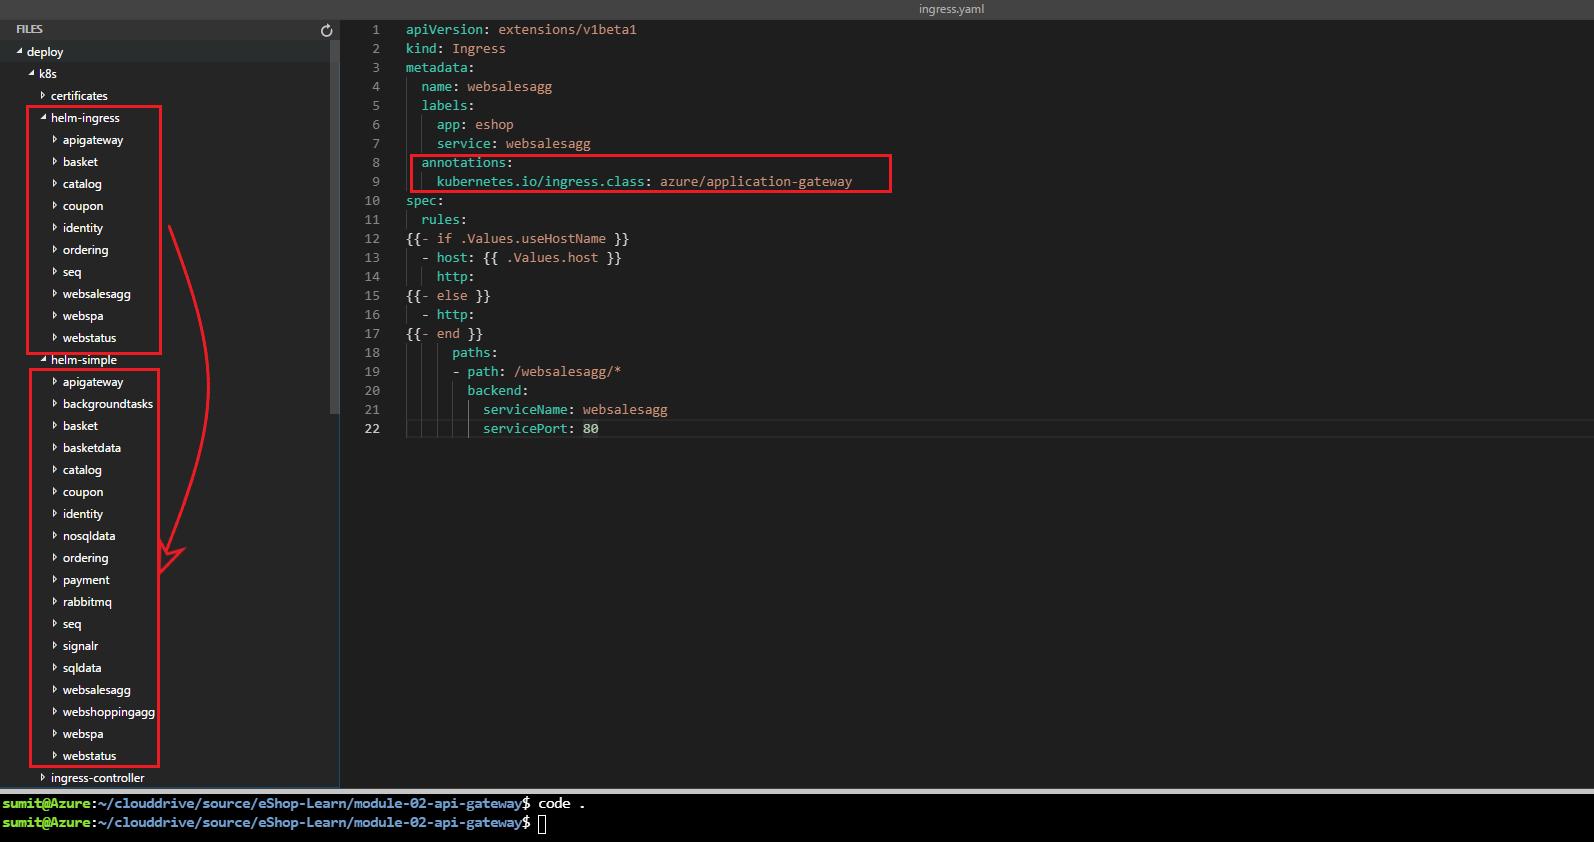 ingress.yaml
FILES
deploy
k8s
certificates
helm-ingress
apigateway
basket
catalog
coupon
identity
ordering
seq
websalesagg
webspa
webstatus
helm-simple
apigateway
backgroundtasks
basket
basketdata
catalog
coupon
identity
nosqldata
ordering
payment
rabbitmq
seq
signalr
sqldata
websalesagg
webshoppingagg
webspa
webstatus
ingress-controller
1 apiVersion: extensions/v1beta1
2 kind: Ingress
3 metadata:
4 name: websalesagg
5 labels:
6 app: eshop
7 service: websalesagg
8 annotations:
9 kubernetes.io/ingress.class: azure/application-gateway
10 spec:
11 rules:
12 {{- if .Values.useHostName }}
13 - host: {{ .Values.host }}
14 http:
15 {{- else }}
16 - http:
17 {{- end }}
18 paths:
19 - path: /websalesagg/*
20 backend:
21 serviceName: websalesagg
22 servicePort: 80
sumit@Azure:~/clouddrive/source/eShop-Learn/module-02-api-gateway$ code .
sumit@Azure:~/clouddrive/source/eShop-Learn/module-02-api-gateway$